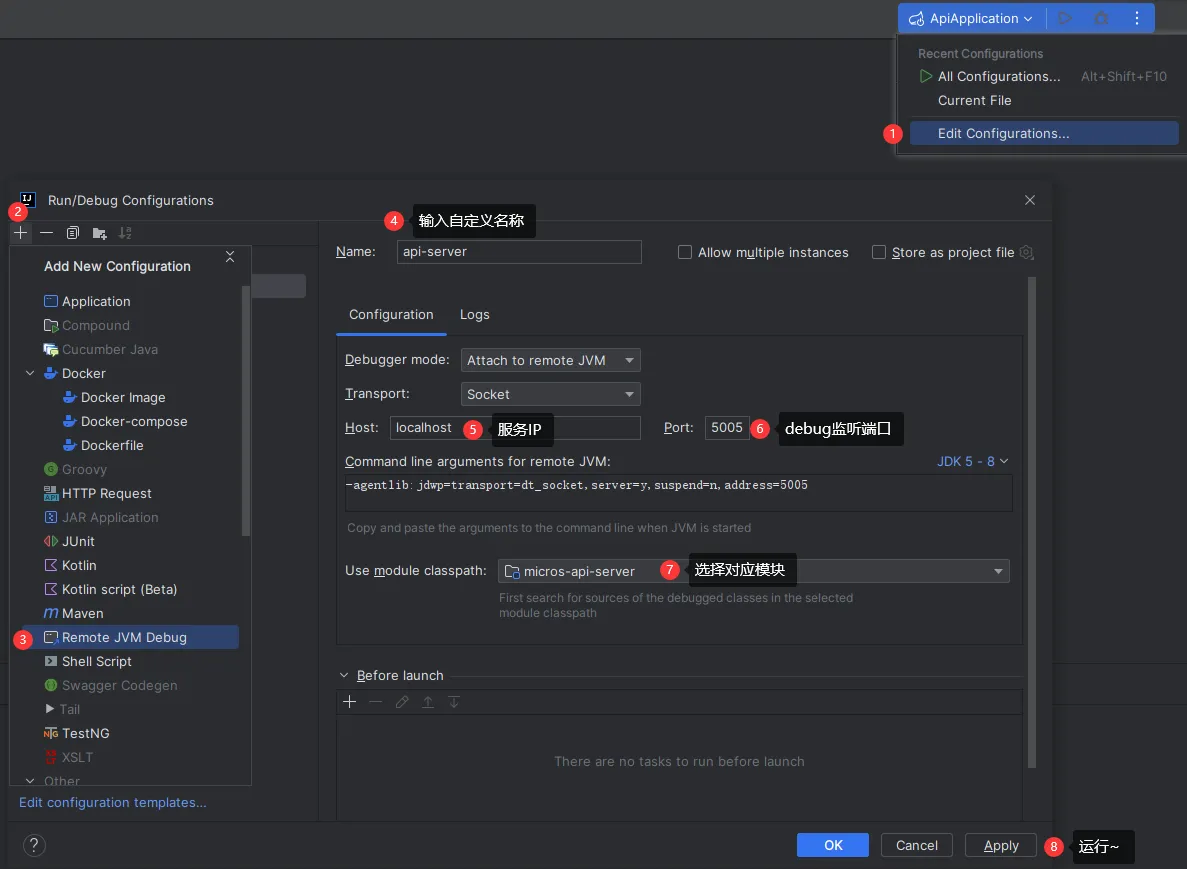 ApiApplication
Recent Configurations
All Configurations... Alt+Shift+F10
Current File
1 Edit Configurations...
Run/Debug Configurations
2
4 输入自定义名称
Name: api-server
Allow multiple instances
Store as project file
Add New Configuration
Application
Compound
Cucumber Java
Docker
Docker Image
Docker-compose
Dockerfile
Groovy
HTTP Request
JAR Application
JUnit
Kotlin
Kotlin script (Beta)
Maven
3 Remote JVM Debug
Shell Script
Swagger Codegen
Tail
TestNG
XSLT
Other
Edit configuration templates...
Configuration Logs
Debugger mode: Attach to remote JVM
Transport: Socket
Host: localhost 5 服务IP Port: 5005 6 debug监听端口
Command line arguments for remote JVM: JDK 5 - 8
-agentlib:jdwp=transport=dt_socket,server=y,suspend=n,address=5005
Copy and paste the arguments to the command line when JVM is started
Use module classpath: micros-api-server 7 选择对应模块
First search for sources of the debugged classes in the selected
module classpath
Before launch
There are no tasks to run before launch
?
OK Cancel Apply 8 运行~